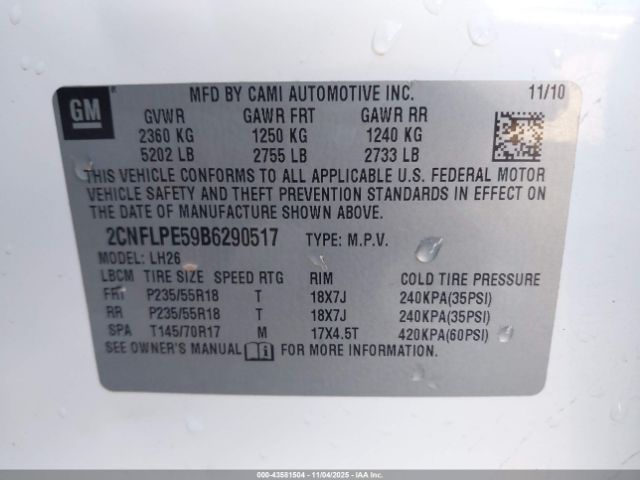 GM
MFD BY CAMI AUTOMOTIVE INC. 11/10
GVWR GAWR FRT GAWR RR
2360 KG 1250 KG 1240 KG
5202 LB 2755 LB 2733 LB
THIS VEHICLE CONFORMS TO ALL APPLICABLE U.S. FEDERAL MOTOR
VEHICLE SAFETY AND THEFT PREVENTION STANDARDS IN EFFECT ON
THE DATE OF MANUFACTURE SHOWN ABOVE.
2CNFLPE59B6290517 TYPE: M.P.V.
MODEL: LH26
LBCM TIRE SIZE SPEED RTG RIM COLD TIRE PRESSURE
FRT P235/55R18 T 18X7J 240KPA(35PSI)
RR P235/55R18 T 18X7J 240KPA(35PSI)
SPA T145/70R17 M 17X4.5T 420KPA(60PSI)
SEE OWNER'S MANUAL FOR MORE INFORMATION.
000-43581504 - 11/04/2025 - IAA Inc.